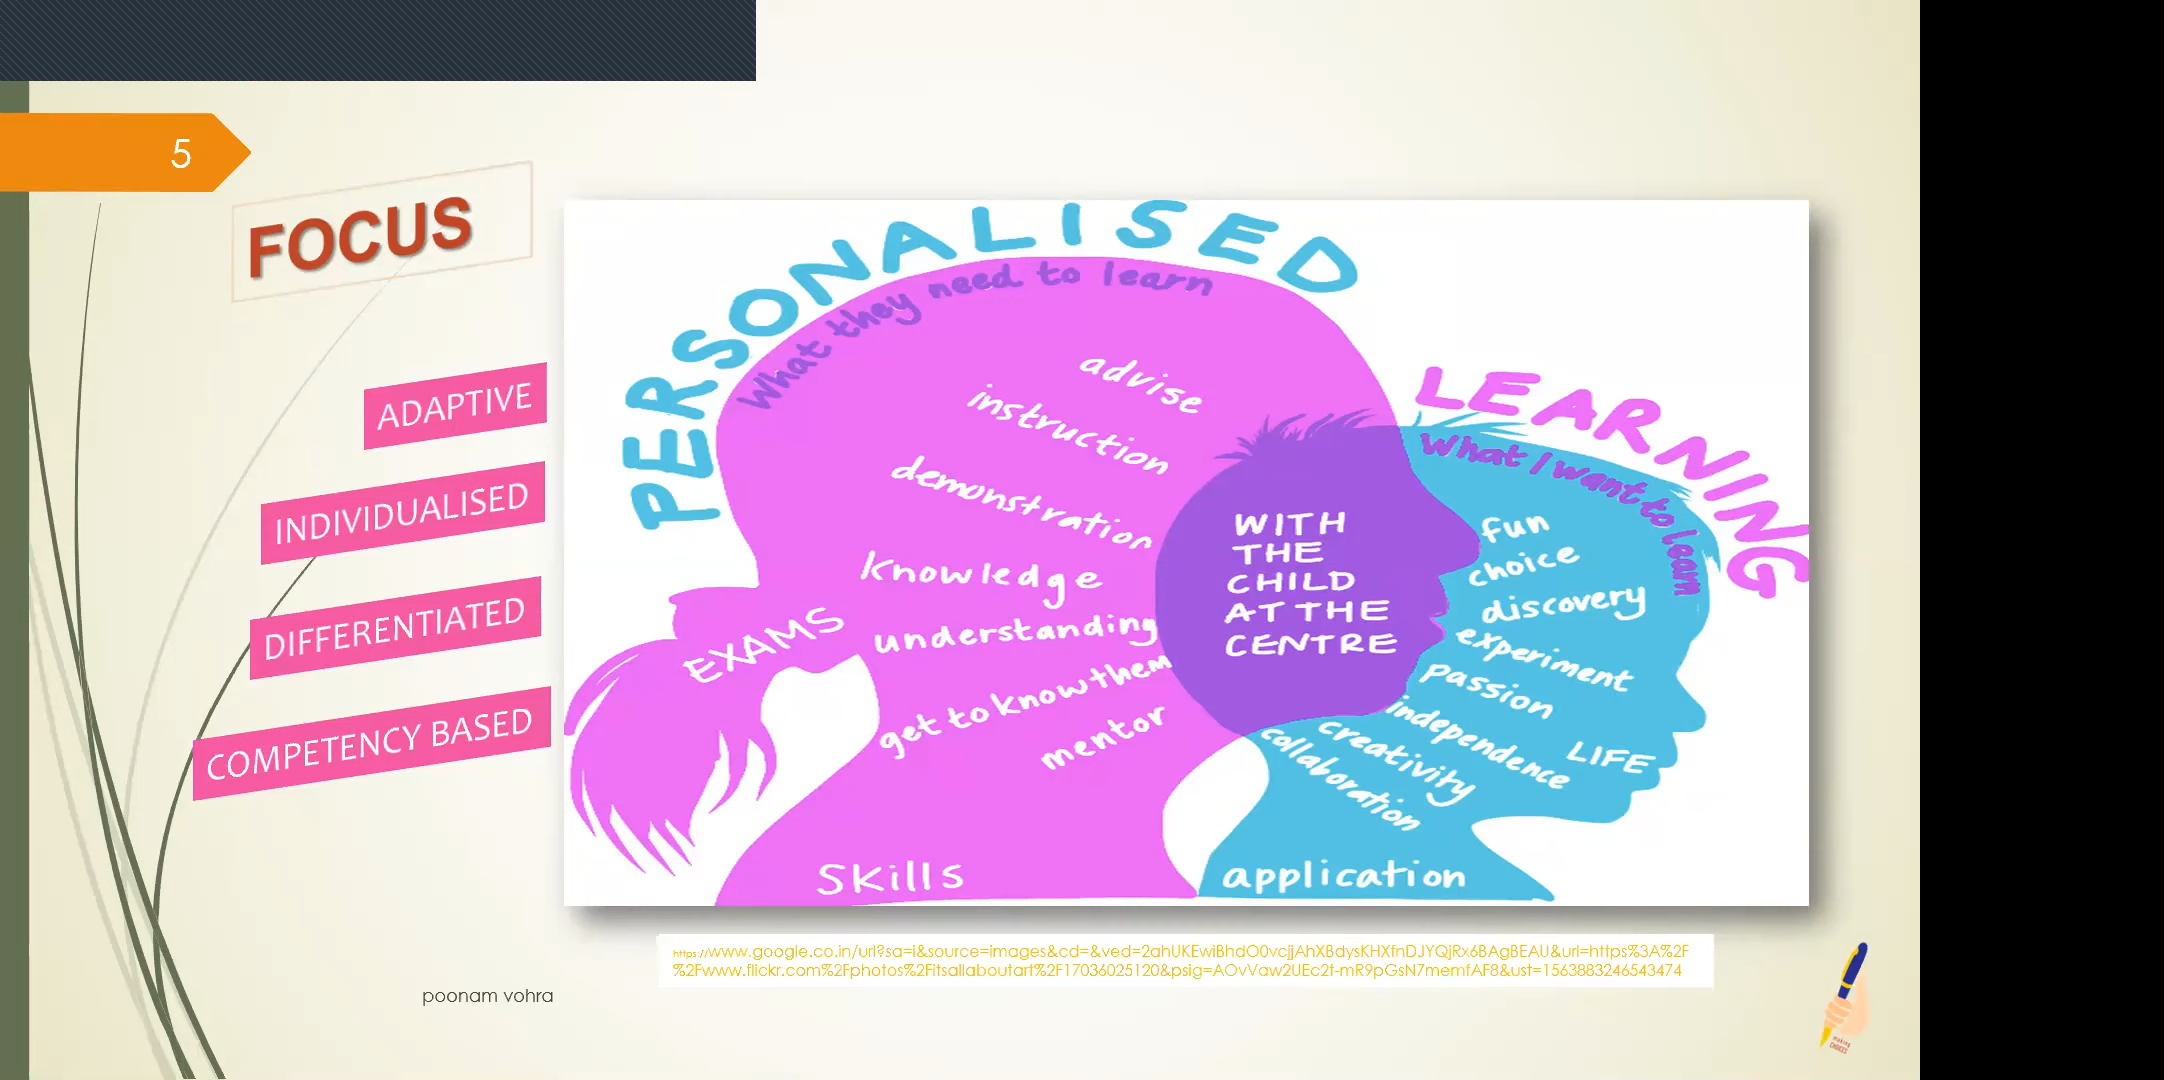 5
FOCUS
ADAPTIVE
INDIVIDUALISED
DIFFERENTIATED
COMPETENCY BASED
PERSONALISED
LEARNING
What they need to learn
advise
instruction
demonstration
Knowledge
understanding
get to know them
mentor
EXAMS
Skills
WITH
THE
CHILD
AT THE
CENTRE
What I want to learn
fun
choice
discovery
experiment
passion
independence
creativity
collaboration
LIFE
application
https://www.google.co.in/url?sa=i&source=images&cd=&ved=2ahUKEwiBhdO0vcjjAhXBdysKHXfnDJYQjRx6BAgBEAU&url=https%3A%2F
%2Fwww.flickr.com%2Fphotos%2Fitsallaboutart%2F17036025120&psig=AOvVaw2UEc2t-mR9pGsN7memfAF8&ust=1563883246543474
poonam vohra
making
CHOICES